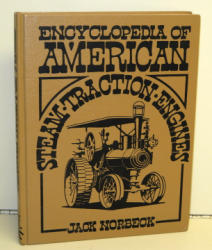 ENCYCLOPEDIA OF
AMERICAN
STEAM·TRACTION·ENGINES
JACK NORBECK